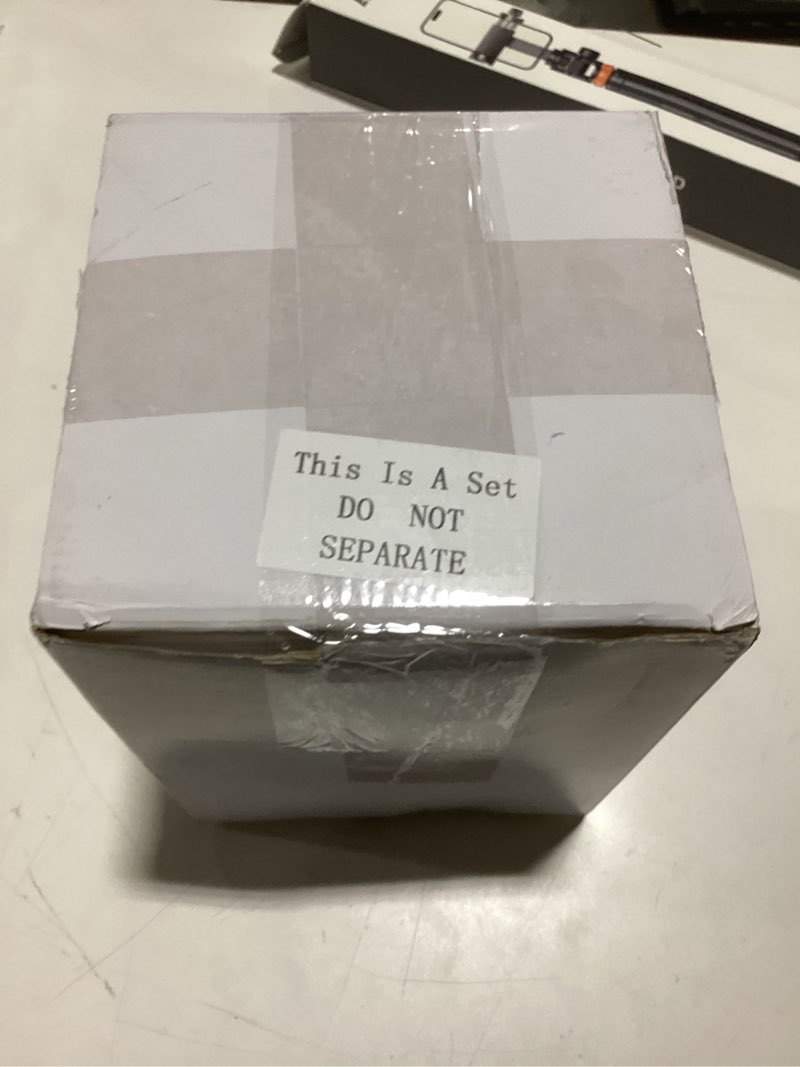 This Is A Set
DO NOT
SEPARATE